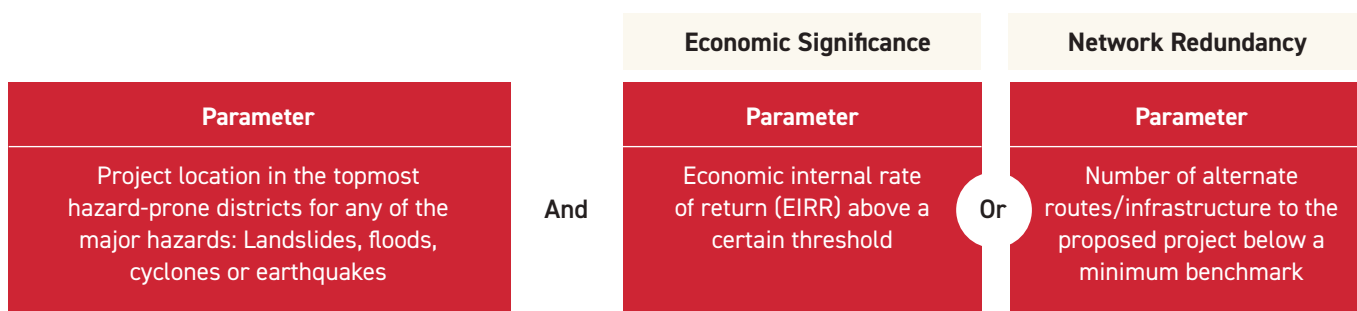 Economic Significance
Network Redundancy
Parameter
Project location in the topmost
hazard-prone districts for any of the
major hazards: Landslides, floods,
cyclones or earthquakes
And
Parameter
Economic internal rate
of return (EIRR) above a
certain threshold
Or
Parameter
Number of alternate
routes/infrastructure to the
proposed project below a
minimum benchmark